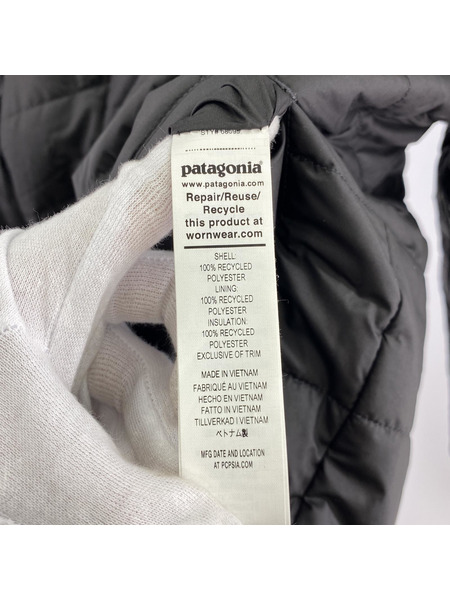 patagonia®
www.patagonia.com
Repair/Reuse/
Recycle
this product at
wornwear.com
SHELL:
100% RECYCLED
POLYESTER
LINING
100% RECYCLED
POLYESTER
INSULATION:
100% RECYCLED
POLYESTER
EXCLUSIVE OF TRIM
MADE IN VIETNAM
FABRIQUÉ AU VIETNAM
HECHO EN VIETNAM
FATTO IN VIETNAM
TILLVERKAD I VIETNAM
ベトナム製
MFG DATE AND LOCATION
AT PCPSIA.COM